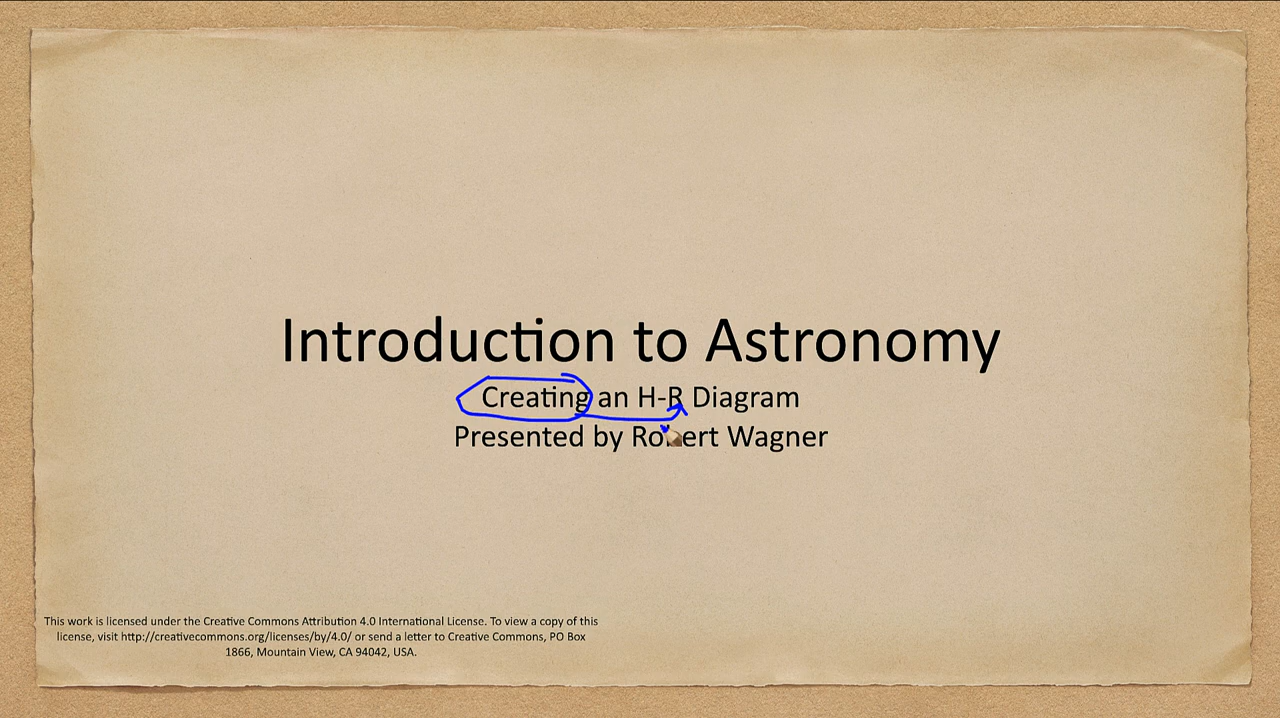 Introduction to Astronomy
Creating an H-R Diagram
Presented by Robert Wagner
This work is licensed under the Creative Commons Attribution 4.0 International License. To view a copy of this
license, visit http://creativecommons.org/licenses/by/4.0/ or send a letter to Creative Commons, PO Box
1866, Mountain View, CA 94042, USA.